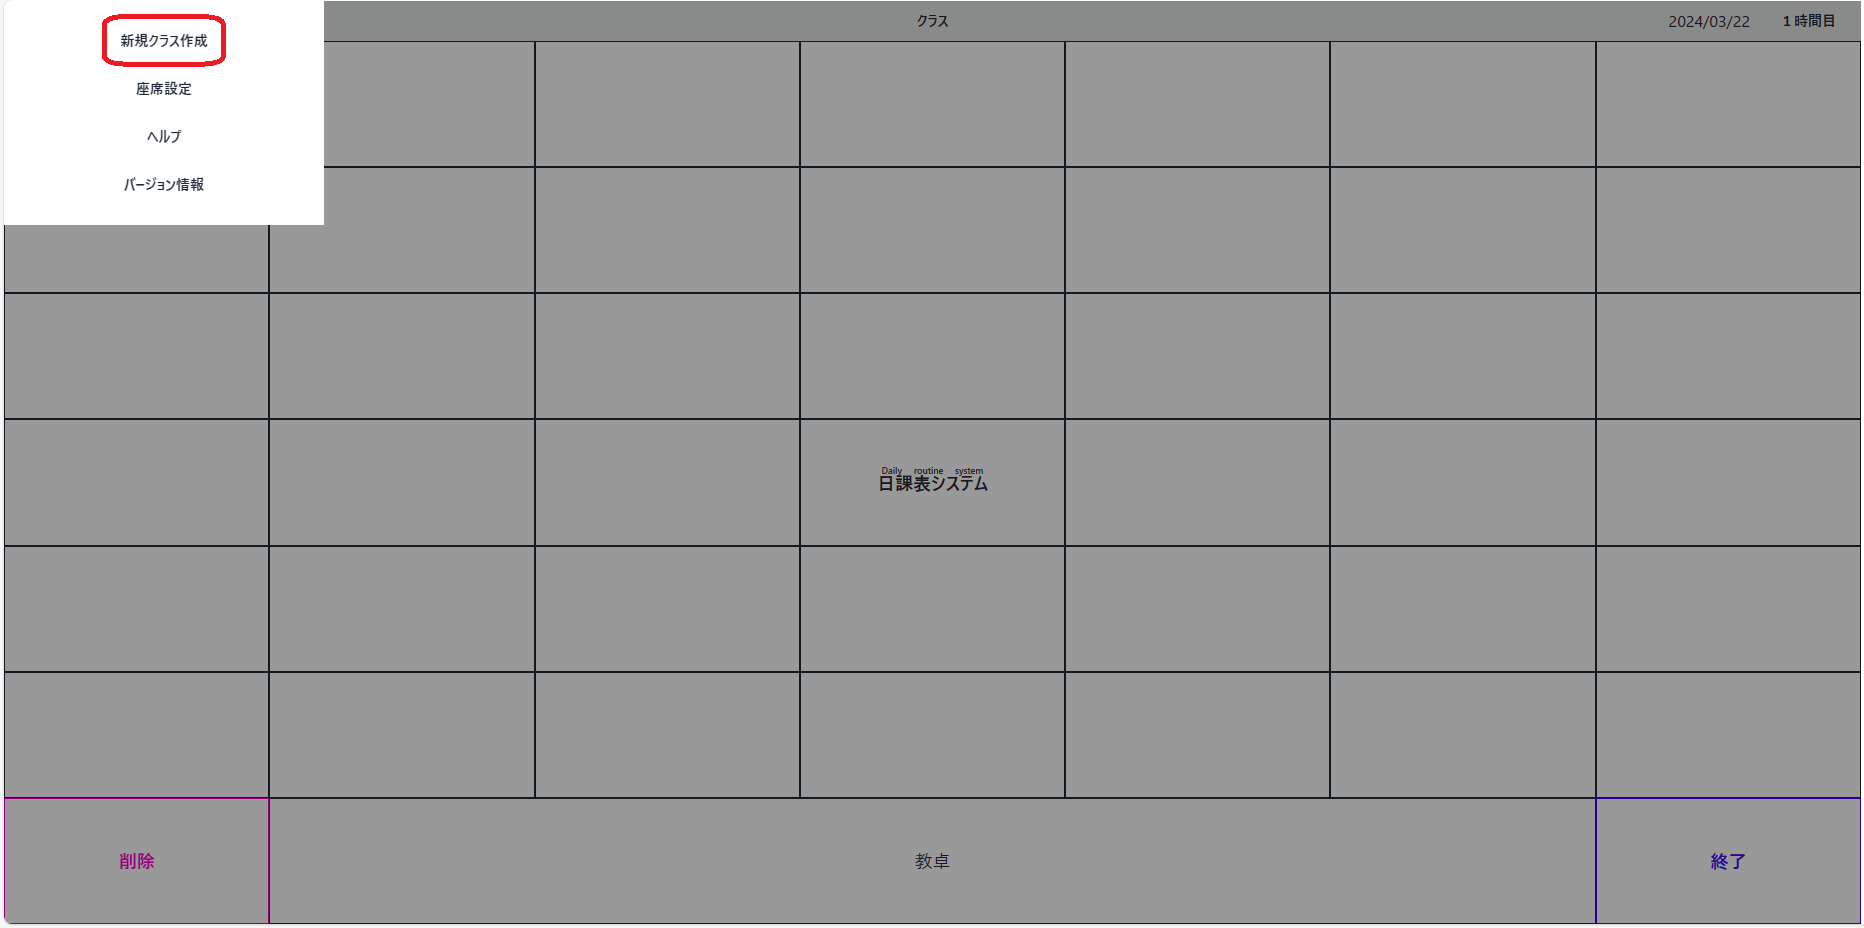 新規クラス作成
座席設定
ヘルプ
バージョン情報
クラス
2024/03/22 1 時間目
Daily routine system
日課表システム
削除
教卓
終了